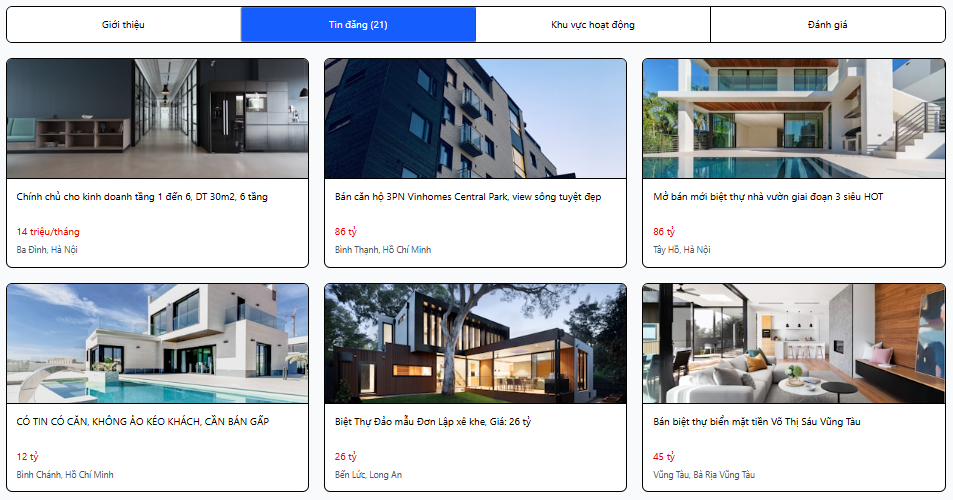 Giới thiệu
Tin đăng (21)
Khu vực hoạt động
Đánh giá
Chính chủ cho kinh doanh tầng 1 đến 6, DT 30m2, 6 tầng
14 triệu/tháng
Ba Đình, Hà Nội
Bán căn hộ 3PN Vinhomes Central Park, view sông tuyệt đẹp
86 tỷ
Bình Thạnh, Hồ Chí Minh
Mở bán mới biệt thự nhà vườn giai đoạn 3 siêu HOT
86 tỷ
Tây Hồ, Hà Nội
CÓ TIN CÓ CĂN, KHÔNG ẢO KÉO KHÁCH, CẦN BÁN GẤP
12 tỷ
Bình Chánh, Hồ Chí Minh
Biệt Thự Đảo mẫu Đơn Lập xẻ khe, Giá: 26 tỷ
26 tỷ
Bến Lức, Long An
Bán biệt thự biển mặt tiền Võ Thị Sáu Vũng Tàu
45 tỷ
Vũng Tàu, Bà Rịa Vũng Tàu